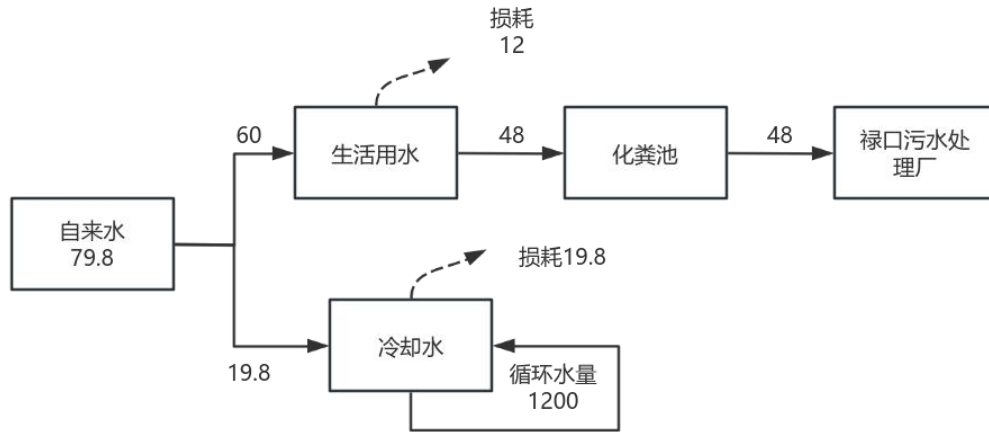 损耗
12
60
生活用水
48
化粪池
48
禄口污水处
理厂
自来水
79.8
损耗19.8
19.8
冷却水
循环水量
1200